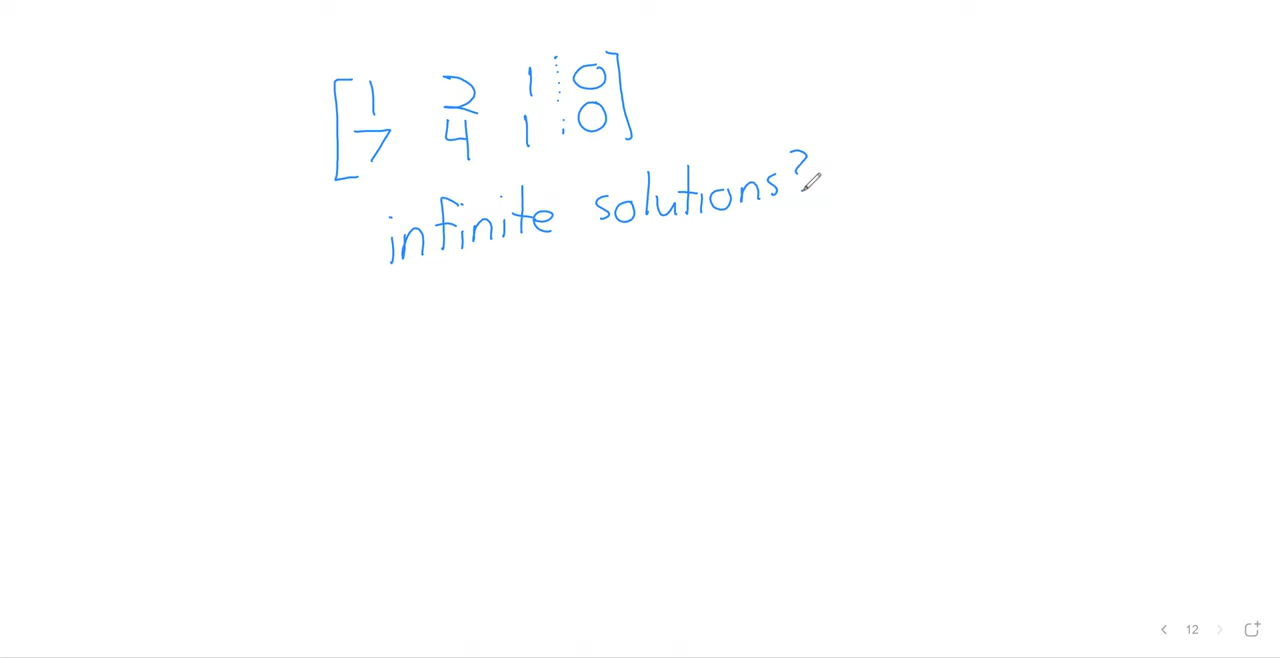 [1 2 1 ⋮ 0
7 4 1 ⋮ 0]
infinite solutions?
12